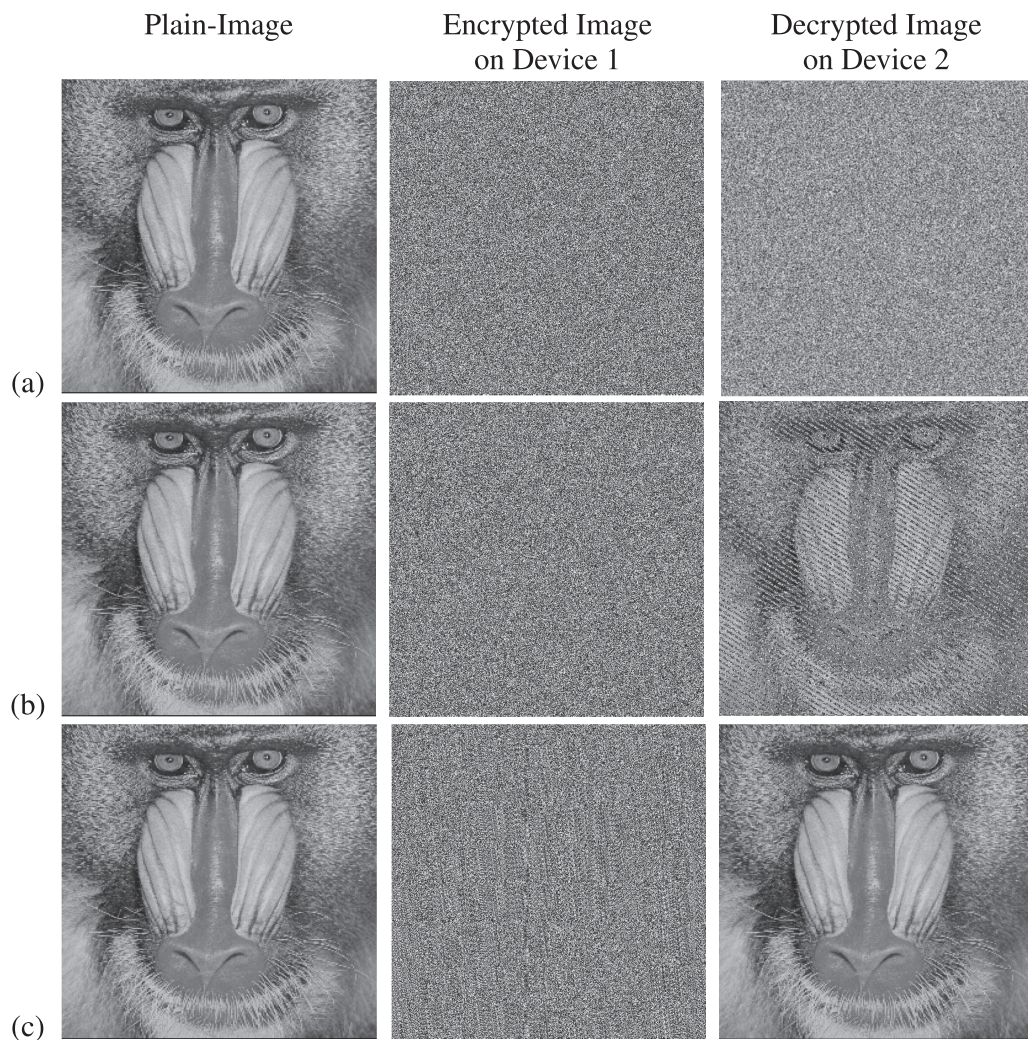 Plain-Image
Encrypted Image
on Device 1
Decrypted Image
on Device 2
(a)
(b)
(c)